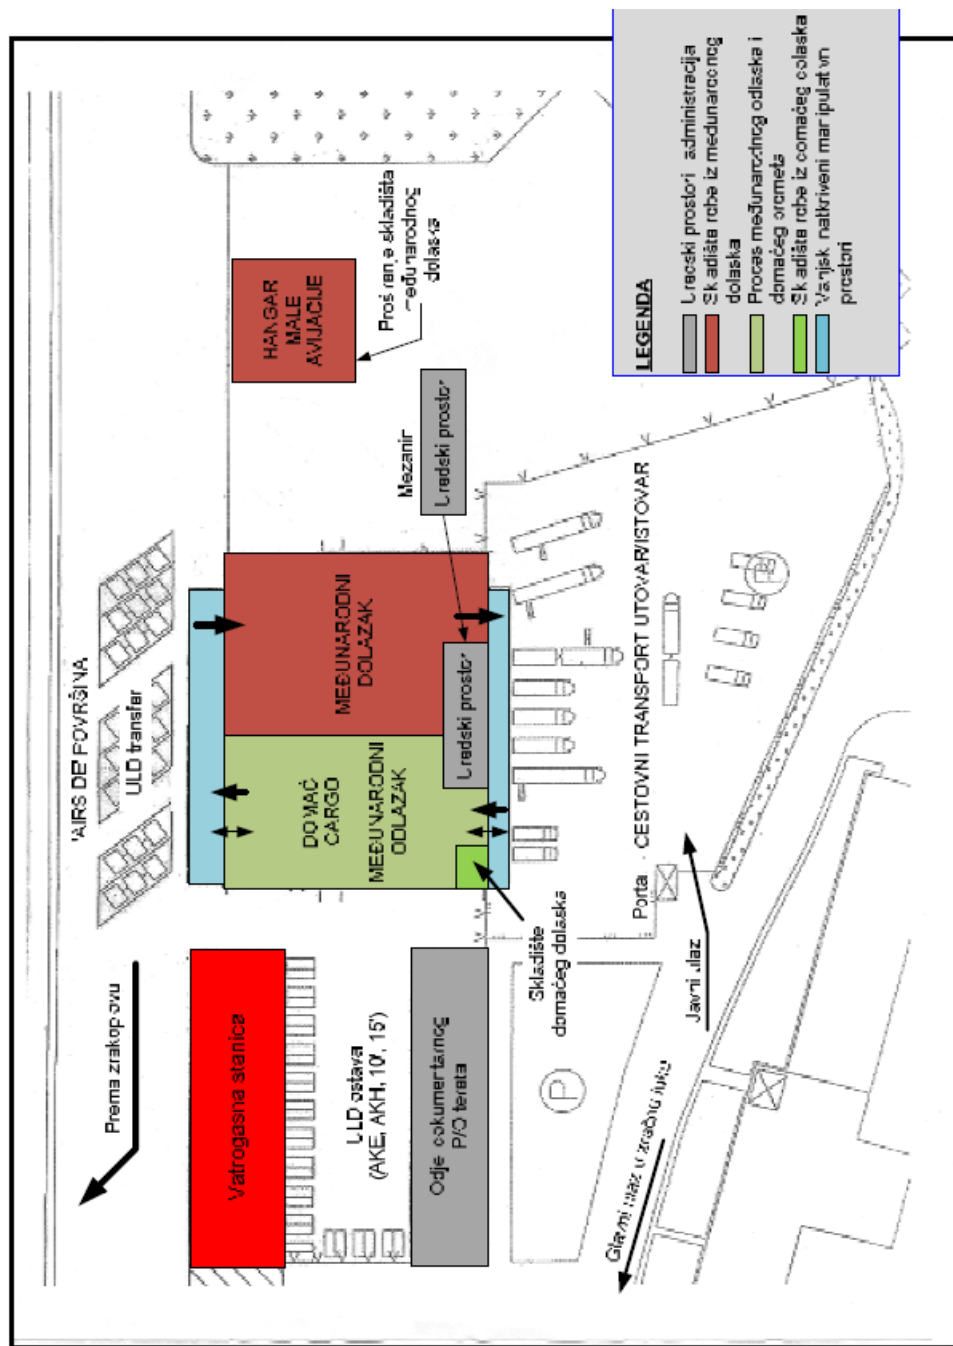 'AIRS DE' POVRŠINA
ULD transfer
Prema zrakoplovu
Vatrogasna stanica
ULD ostava
(AKE, AKH, 10', 15')
Odjel dokumentarnog
P/O tereta
DOMAĆ
CARGO
MEĐUNARODNI
ODLAZAK
MEĐUNARODNI
DOLAZAK
Uredski prostor
Mezanin
Uredski prostor
HANGAR
MALE
AVIJACIJE
Proširenje skladišta
međunarodnog
dolaska
Skladište
domaćeg dolaska
Porta
CESTOVNI TRANSPORT UTOVAR/ISTOVAR
Javni ulaz
Glavni ulaz u zračnu luku
P
LEGENDA
Uredski prostori administracija
Skladište robe iz međunarodnog
dolaska
Proces međunarodnog odlaska i
domaćeg prometa
Skladište robe iz domaćeg dolaska
Vanjski natkriveni manipulativni
prostori